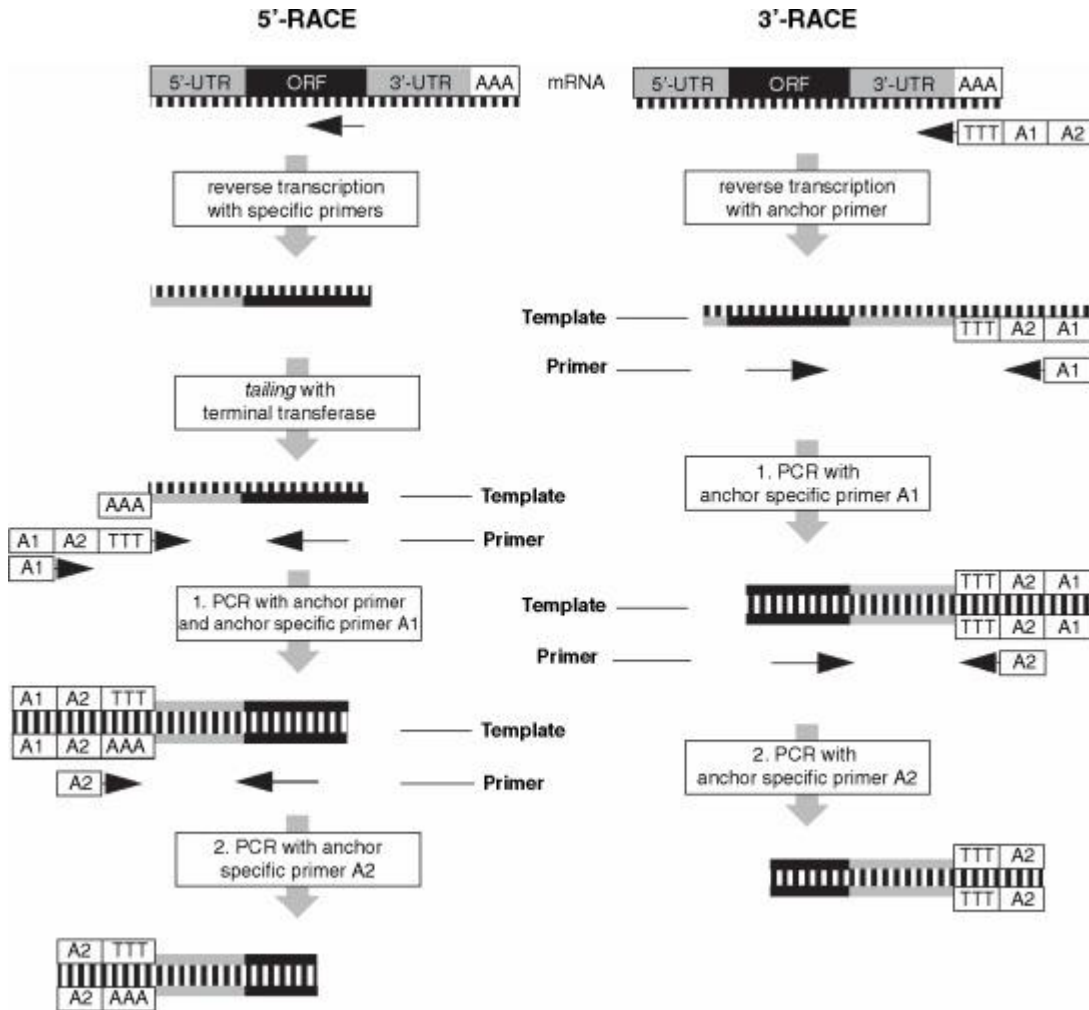 5'-RACE
5'-UTR ORF 3'-UTR AAA
reverse transcription
with specific primers
tailing with
terminal transferase
AAA
A1 A2 TTT
A1
Template
Primer
1. PCR with anchor primer
and anchor specific primer A1
A1 A2 TTT
A1 A2 AAA
A2
Template
Primer
2. PCR with anchor
specific primer A2
A2 TTT
A2 AAA
mRNA
3'-RACE
5'-UTR ORF 3'-UTR AAA
TTT A1 A2
reverse transcription
with anchor primer
Template
TTT A2 A1
Primer
A1
1. PCR with
anchor specific primer A1
TTT A2 A1
Template
TTT A2 A1
Primer
A2
2. PCR with
anchor specific primer A2
TTT A2
TTT A2